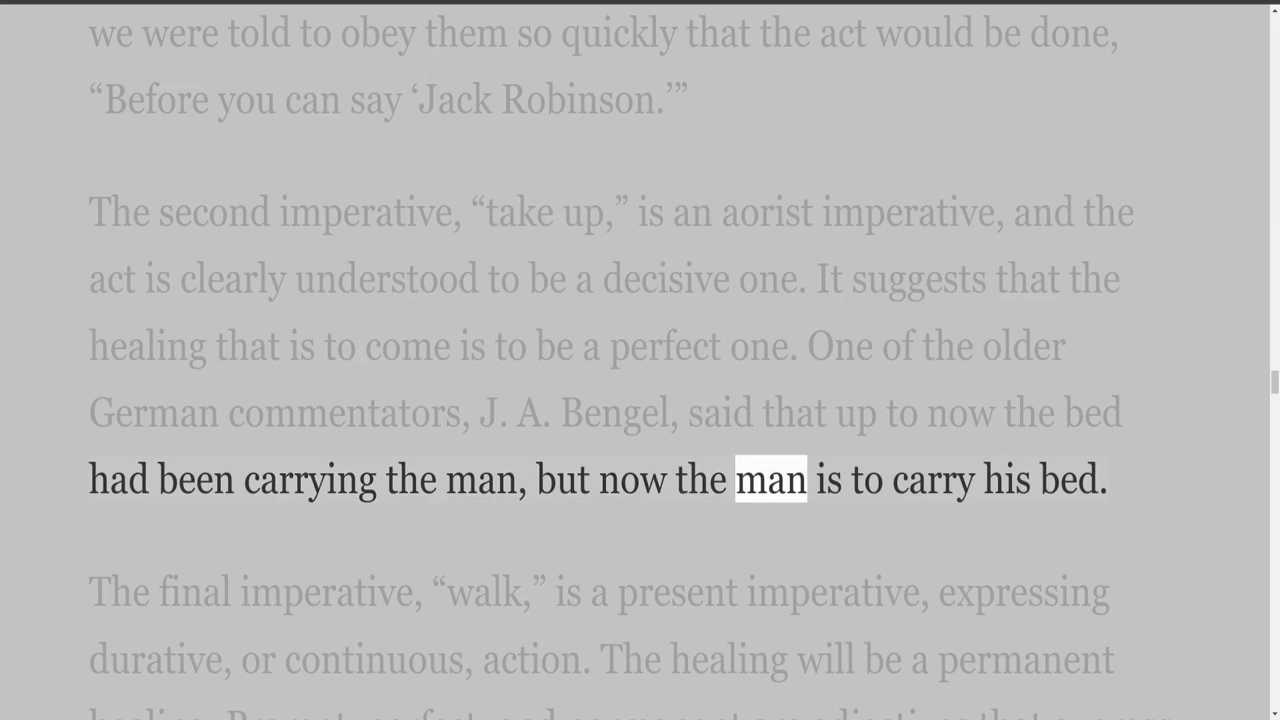 we were told to obey them so quickly that the act would be done,
“Before you can say ‘Jack Robinson.’”
The second imperative, “take up,” is an aorist imperative, and the
act is clearly understood to be a decisive one. It suggests that the
healing that is to come is to be a perfect one. One of the older
German commentators, J. A. Bengel, said that up to now the bed
had been carrying the man, but now the man is to carry his bed.
The final imperative, “walk,” is a present imperative, expressing
durative, or continuous, action. The healing will be a permanent